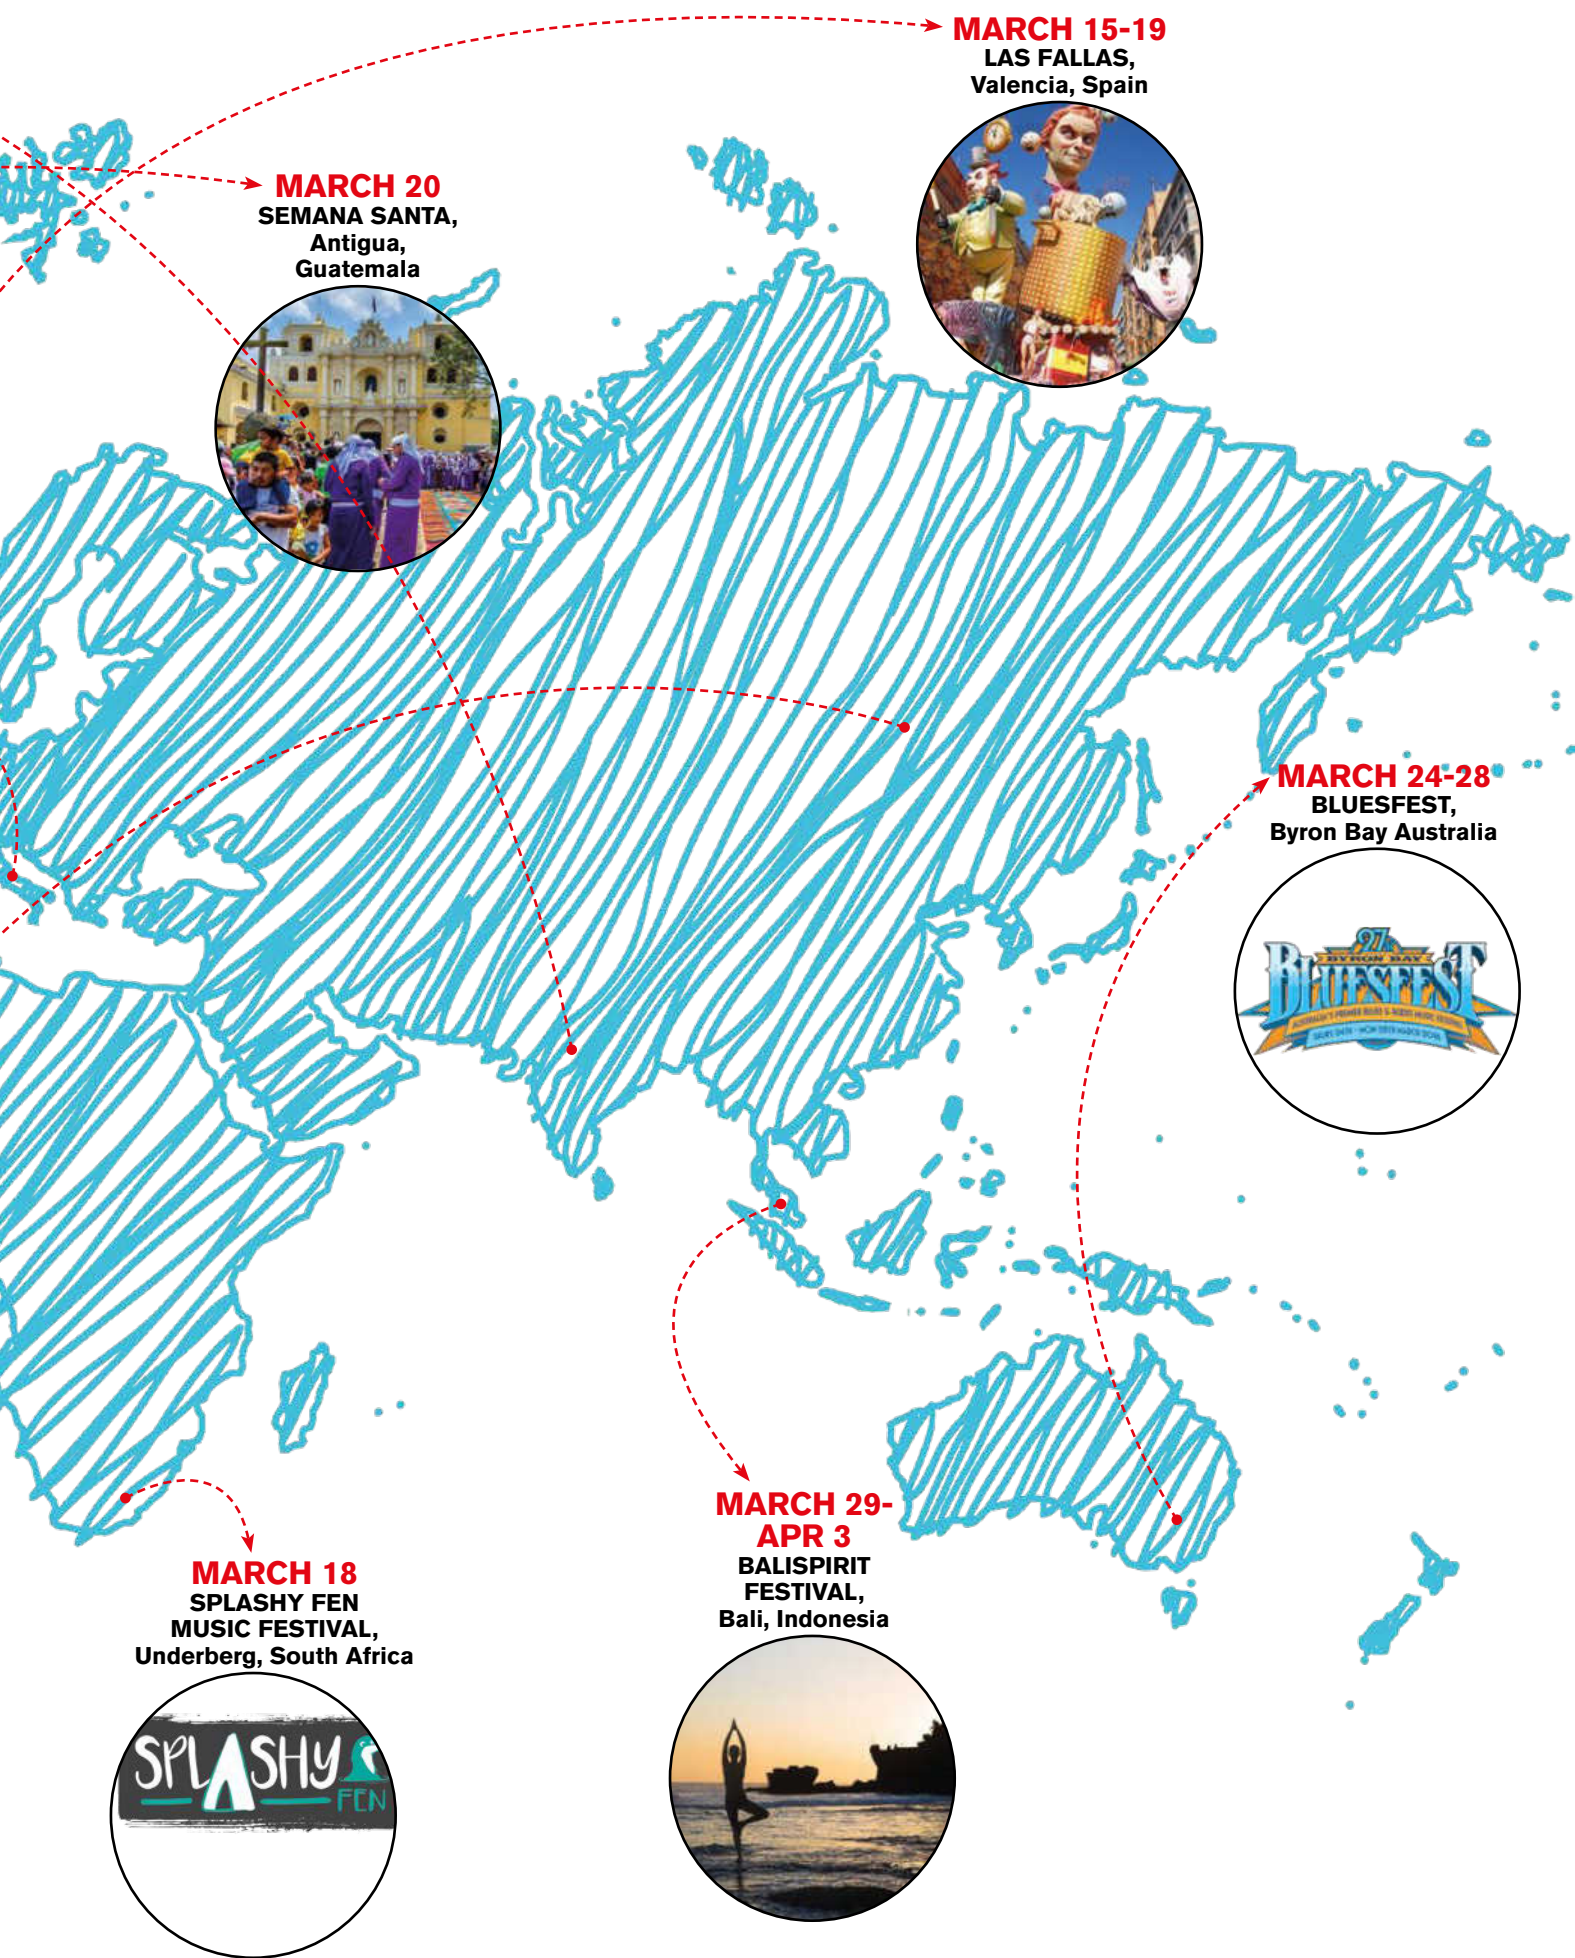 MARCH 15-19
LAS FALLAS,
Valencia, Spain
MARCH 20
SEMANA SANTA,
Antigua,
Guatemala
MARCH 24-28
BLUESFEST,
Byron Bay Australia
BYRON BAY
BLUESFEST
MARCH 29-
APR 3
BALISPIRIT
FESTIVAL,
Bali, Indonesia
MARCH 18
SPLASHY FEN
MUSIC FESTIVAL,
Underberg, South Africa
SPLASHY
FEN